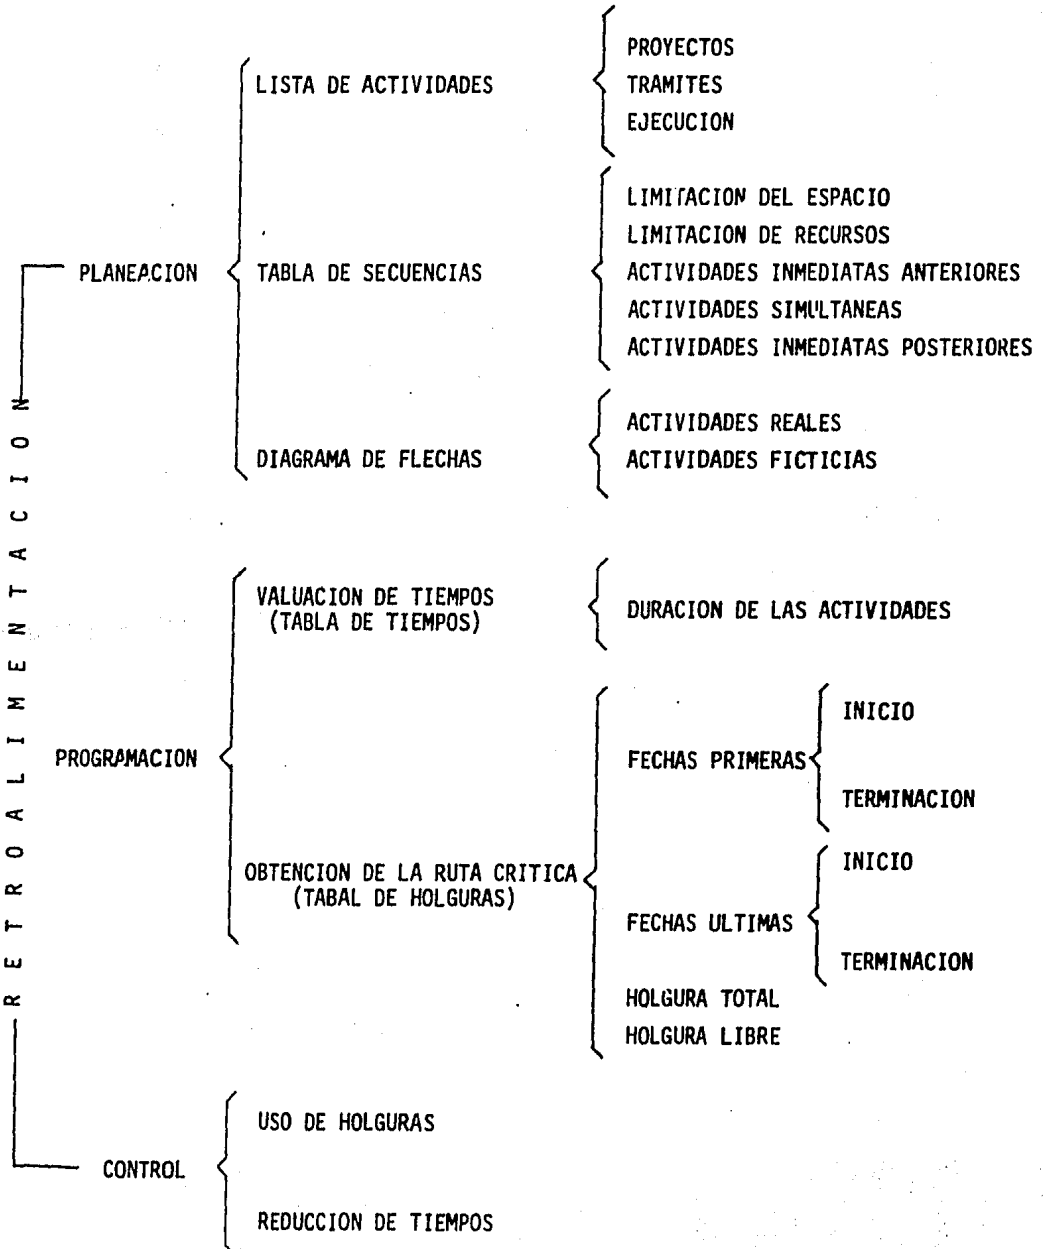 RETROALIMENTACION
PLANEACION
LISTA DE ACTIVIDADES
PROYECTOS
TRAMITES
EJECUCION
TABLA DE SECUENCIAS
LIMITACION DEL ESPACIO
LIMITACION DE RECURSOS
ACTIVIDADES INMEDIATAS ANTERIORES
ACTIVIDADES SIMULTANEAS
ACTIVIDADES INMEDIATAS POSTERIORES
DIAGRAMA DE FLECHAS
ACTIVIDADES REALES
ACTIVIDADES FICTICIAS
PROGRAMACION
VALUACION DE TIEMPOS
(TABLA DE TIEMPOS)
DURACION DE LAS ACTIVIDADES
OBTENCION DE LA RUTA CRITICA
(TABAL DE HOLGURAS)
FECHAS PRIMERAS
INICIO
TERMINACION
FECHAS ULTIMAS
INICIO
TERMINACION
HOLGURA TOTAL
HOLGURA LIBRE
CONTROL
USO DE HOLGURAS
REDUCCION DE TIEMPOS